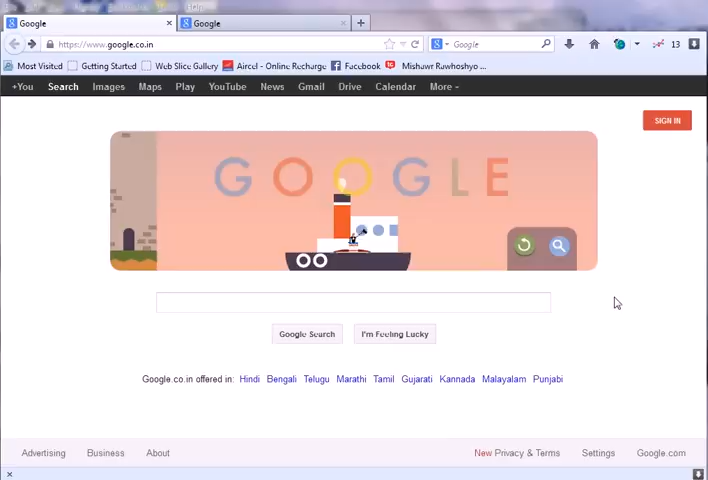 Google
Google
https://www.google.co.in
Google
13
Most Visited Getting Started Web Slice Gallery Aircel - Online Recharge Facebook Mishawr Rawhoshyo ...
+You Search Images Maps Play YouTube News Gmail Drive Calendar More
SIGN IN
GOOGLE
Google Search I'm Feeling Lucky
Google.co.in offered in: Hindi Bengali Telugu Marathi Tamil Gujarati Kannada Malayalam Punjabi
Advertising Business About New Privacy & Terms Settings Google.com